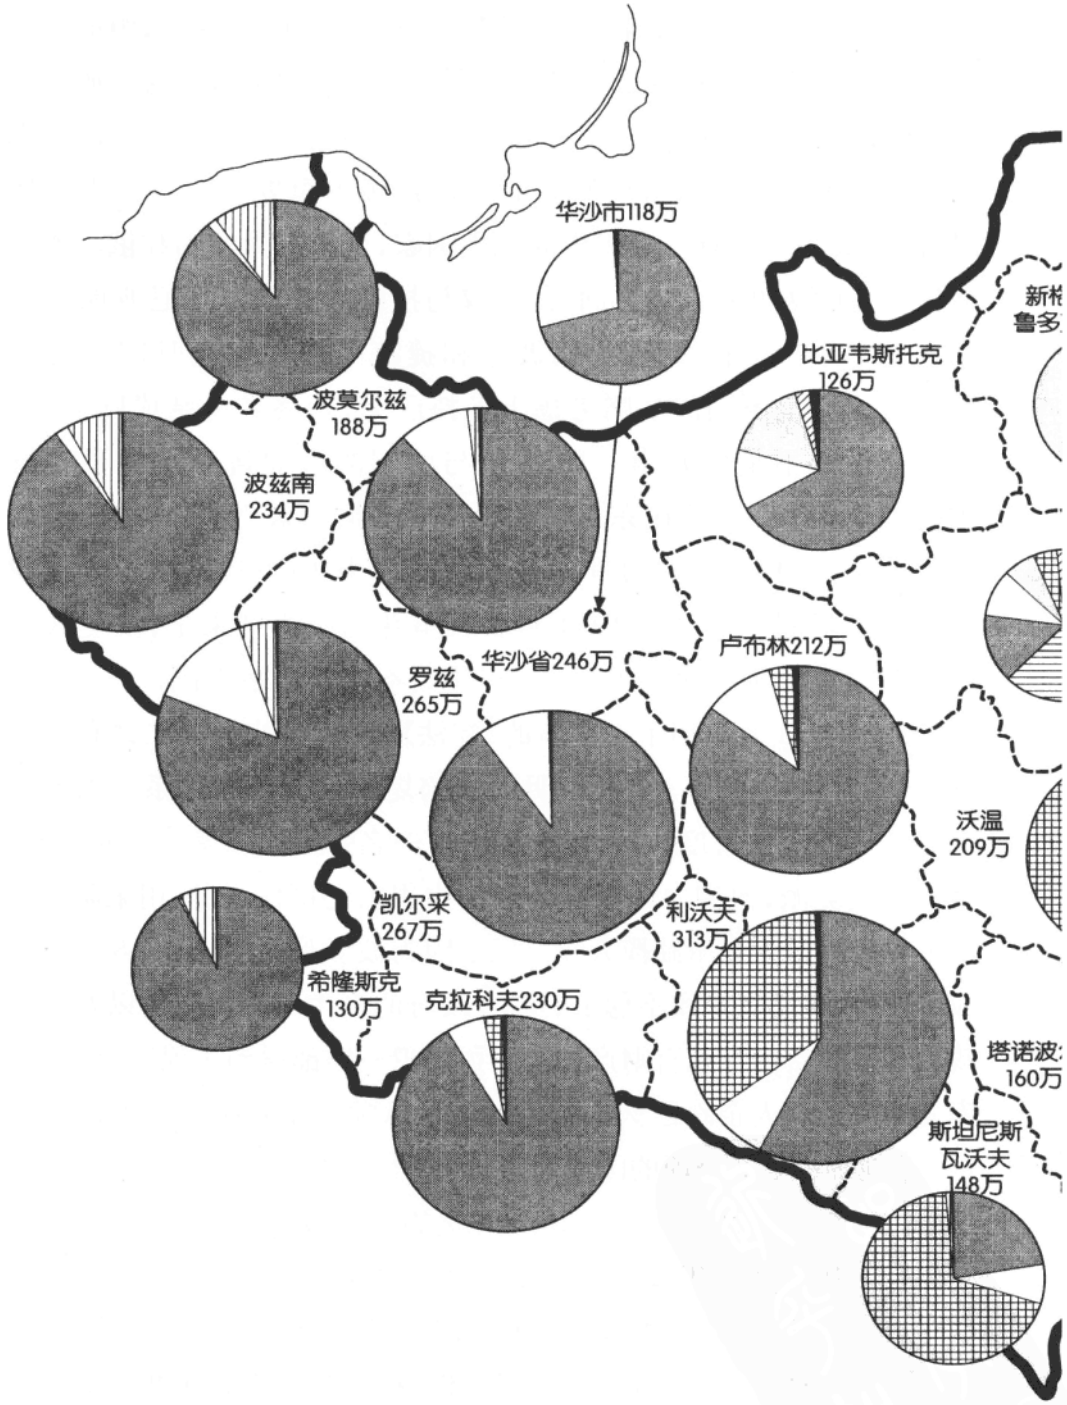 华沙市118万
新格
鲁多
比亚韦斯托克
126万
波莫尔兹
188万
波兹南
234万
华沙省246万
卢布林212万
罗兹
265万
沃温
209万
凯尔采
267万
利沃夫
313万
希隆斯克
130万
克拉科夫230万
塔诺波
160万
斯坦尼斯
瓦沃夫
148万